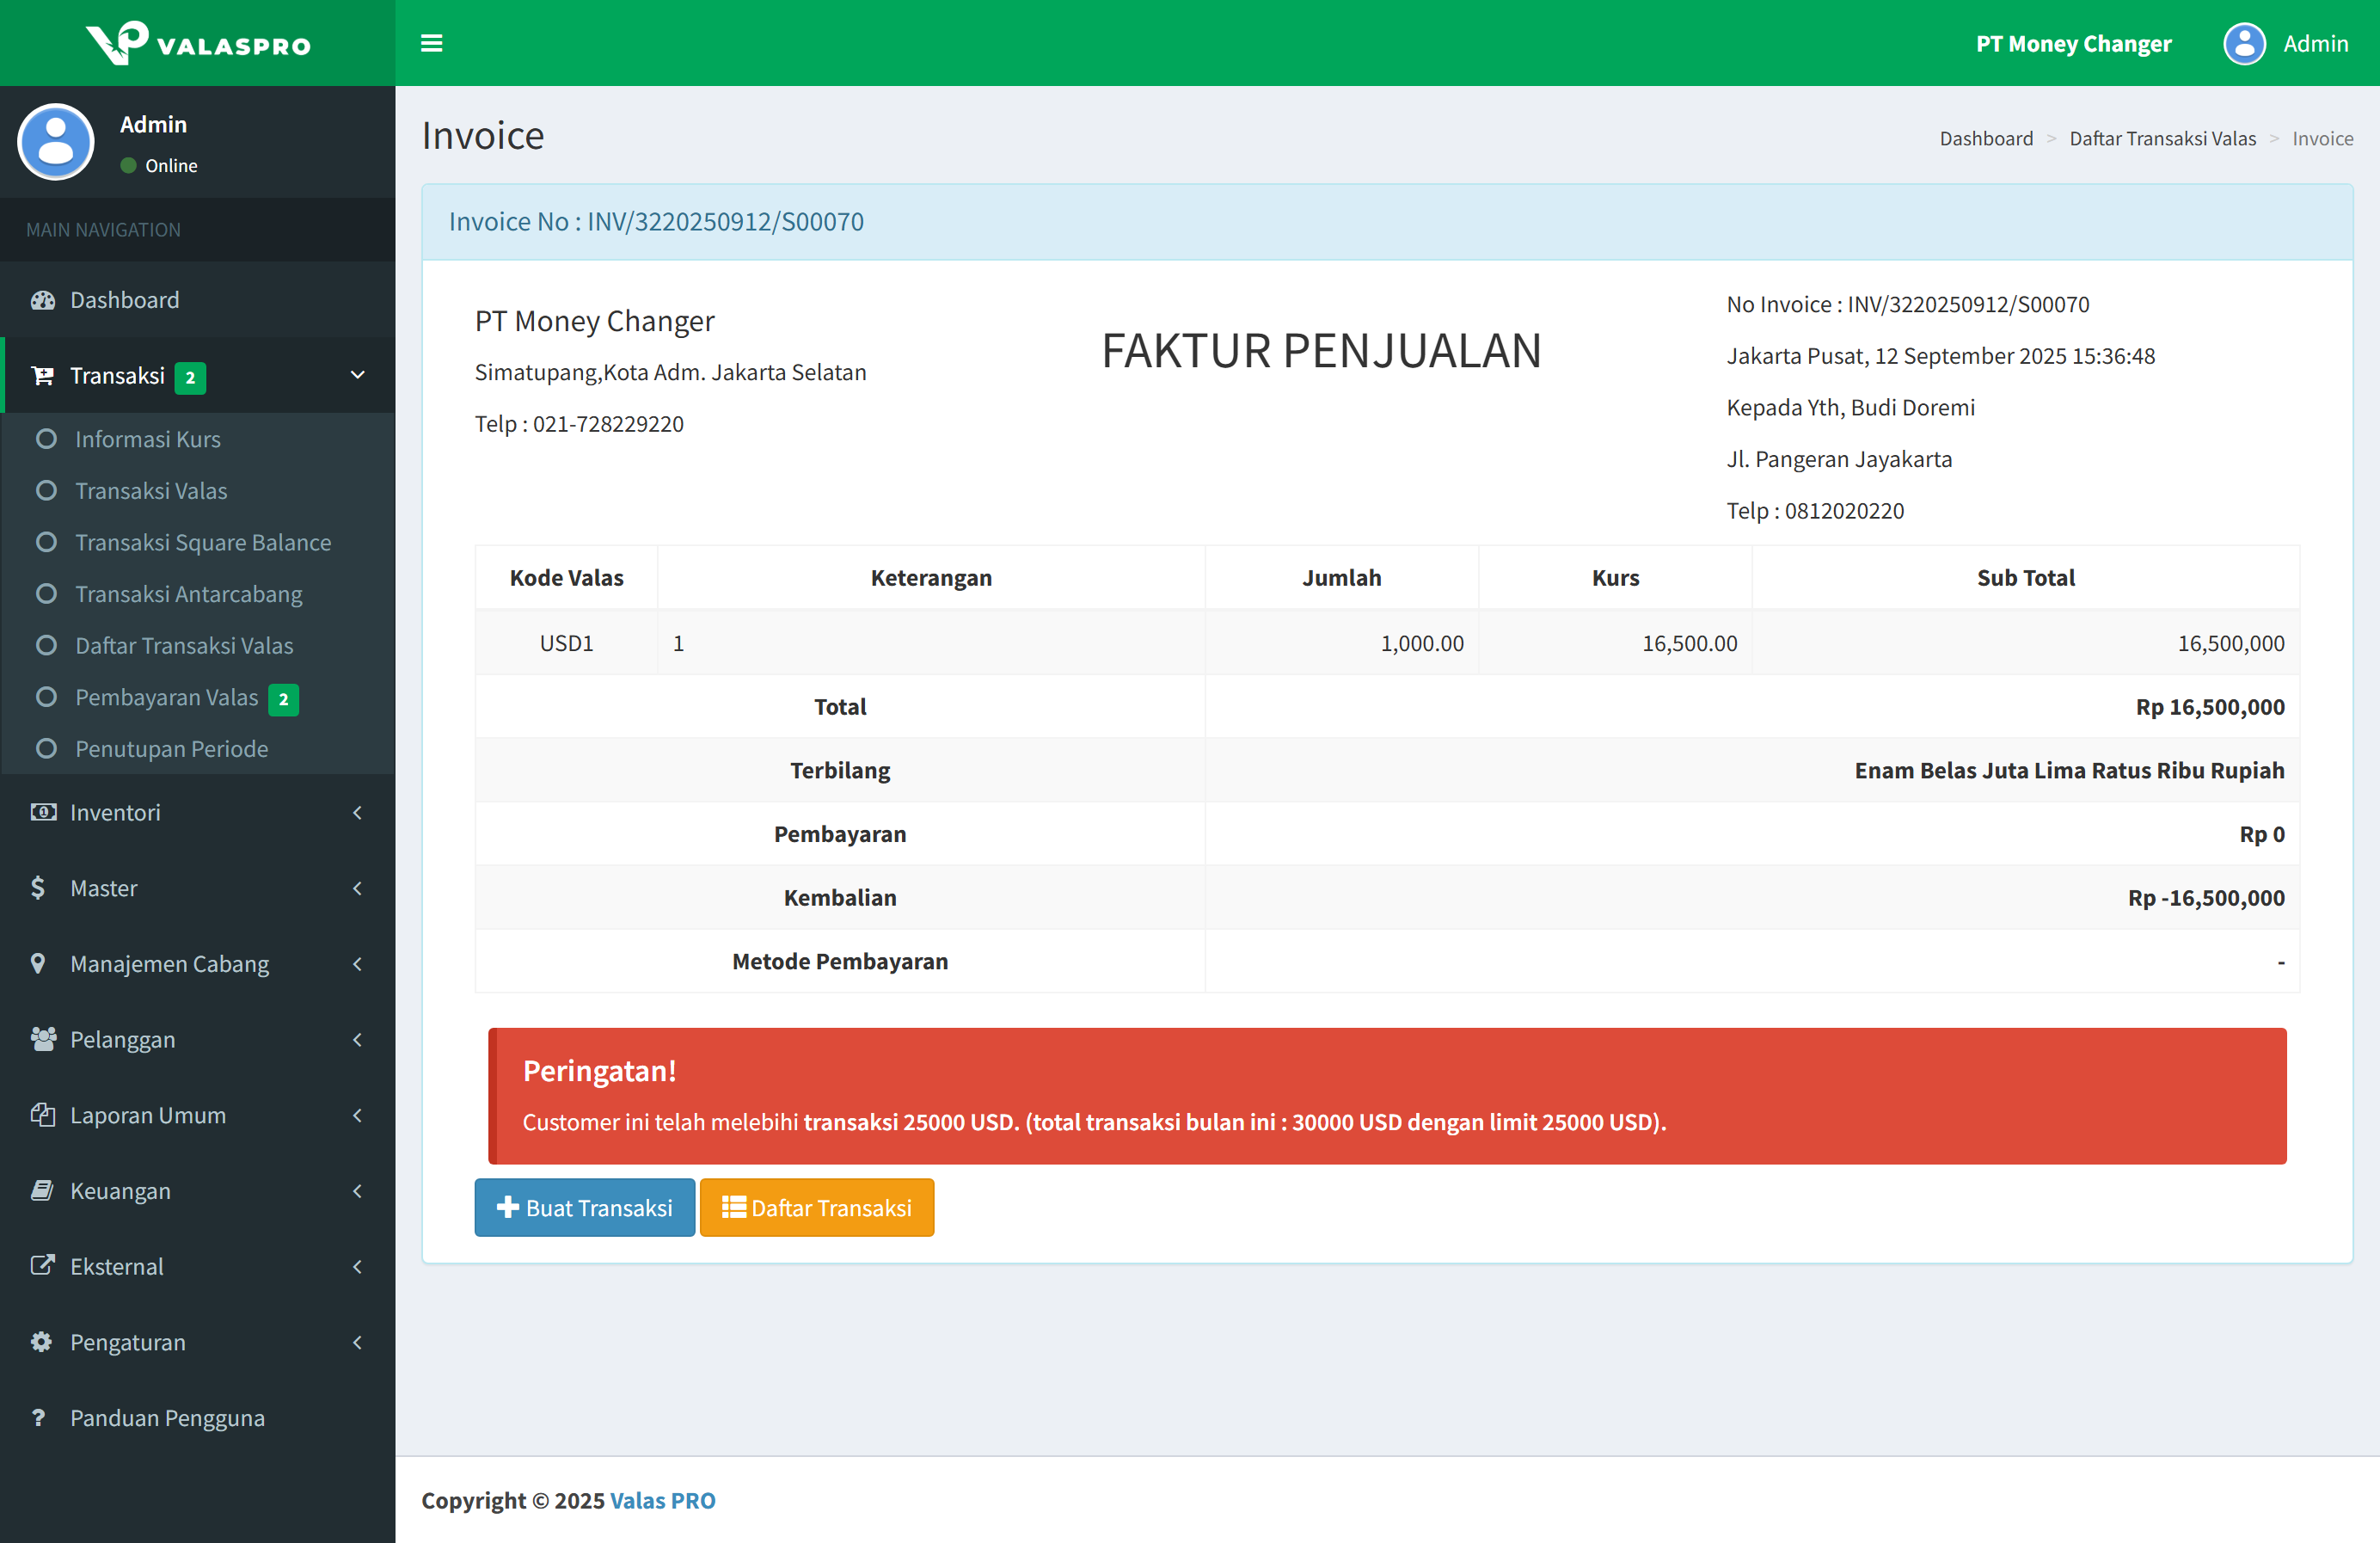 VALASPRO
PT Money Changer
Admin
Admin
Online
MAIN NAVIGATION
Dashboard
Transaksi 2
Informasi Kurs
Transaksi Valas
Transaksi Square Balance
Transaksi Antarcabang
Daftar Transaksi Valas
Pembayaran Valas 2
Penutupan Periode
Inventori
Master
Manajemen Cabang
Pelanggan
Laporan Umum
Keuangan
Eksternal
Pengaturan
Panduan Pengguna
Invoice
Dashboard > Daftar Transaksi Valas > Invoice
Invoice No : INV/3220250912/S00070
PT Money Changer
Simatupang,Kota Adm. Jakarta Selatan
Telp : 021-728229220
FAKTUR PENJUALAN
No Invoice : INV/3220250912/S00070
Jakarta Pusat, 12 September 2025 15:36:48
Kepada Yth, Budi Doremi
Jl. Pangeran Jayakarta
Telp : 0812020220
Kode Valas Keterangan Jumlah Kurs Sub Total
USD1 1 1,000.00 16,500.00 16,500,000
Total Rp 16,500,000
Terbilang Enam Belas Juta Lima Ratus Ribu Rupiah
Pembayaran Rp 0
Kembalian Rp -16,500,000
Metode Pembayaran -
Peringatan!
Customer ini telah melebihi transaksi 25000 USD. (total transaksi bulan ini : 30000 USD dengan limit 25000 USD).
Buat Transaksi Daftar Transaksi
Copyright © 2025 Valas PRO